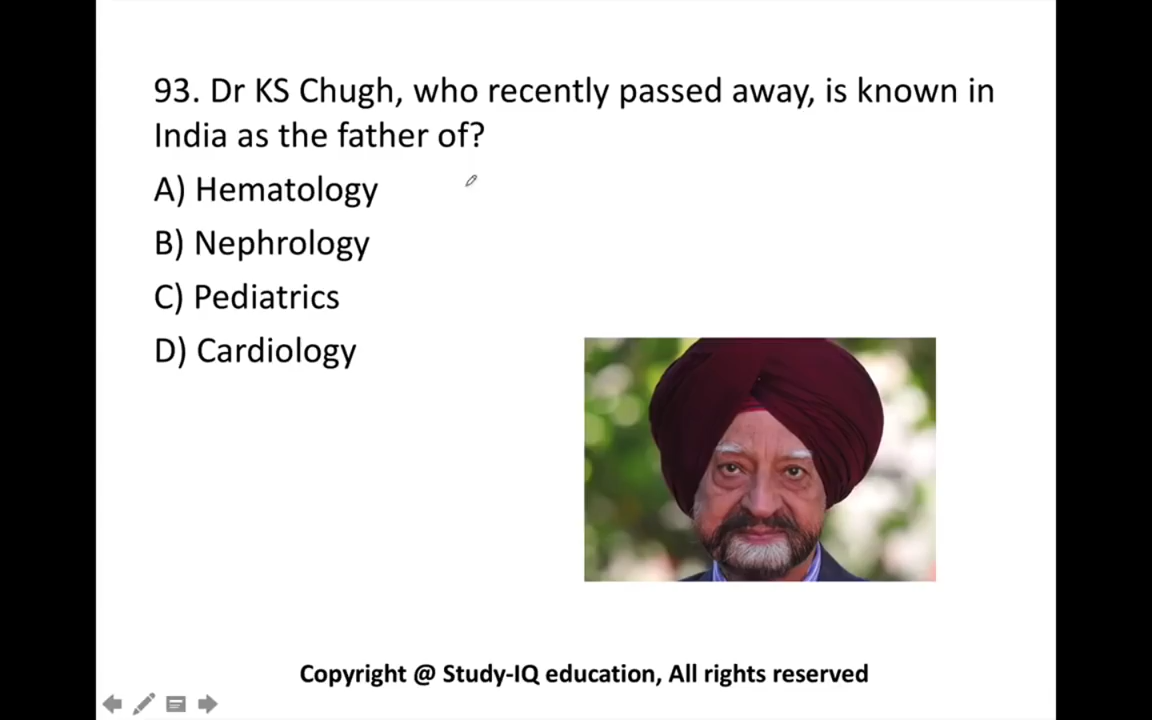 93. Dr KS Chugh, who recently passed away, is known in
India as the father of?
A) Hematology
B) Nephrology
C) Pediatrics
D) Cardiology
Copyright @ Study-IQ education, All rights reserved